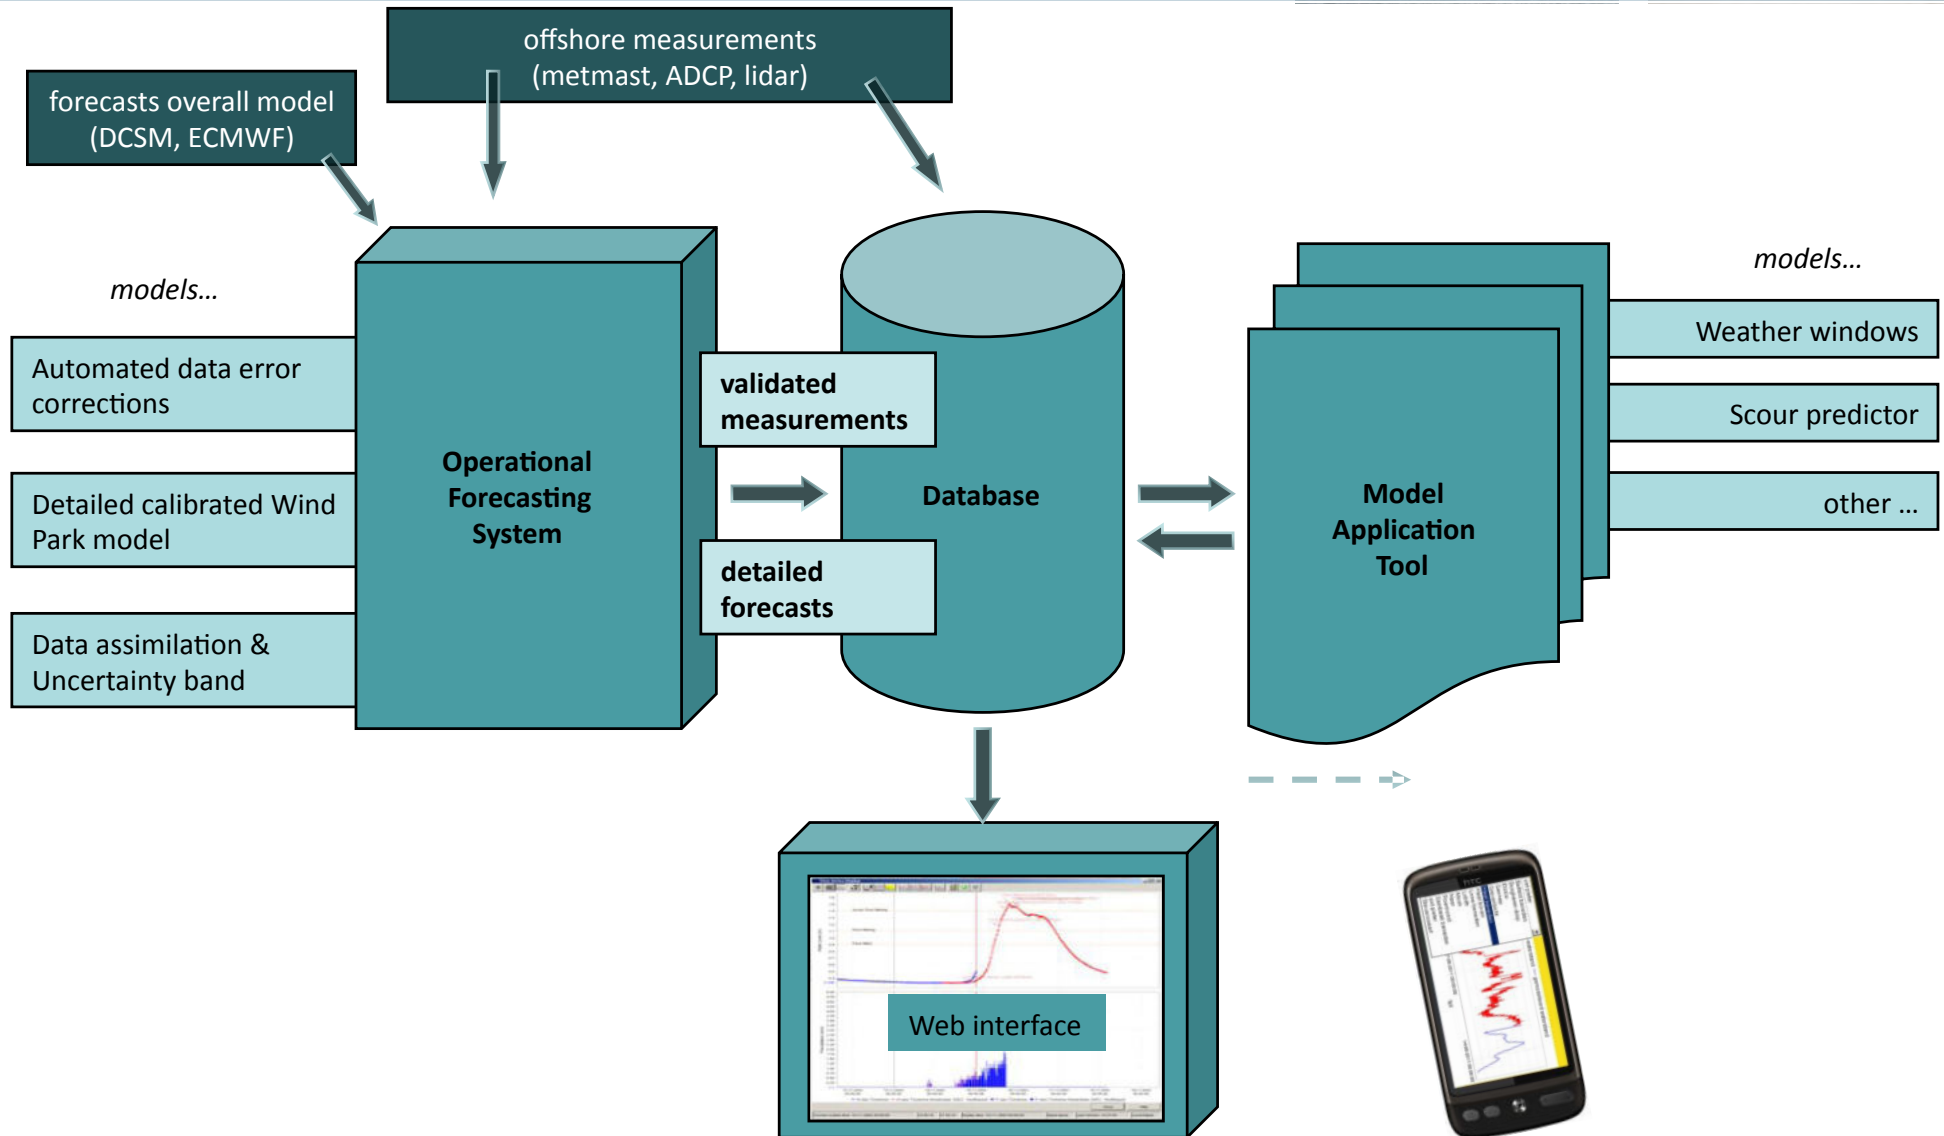 offshore measurements
(metmast, ADCP, lidar)
forecasts overall model
(DCSM, ECMWF)
models...
Automated data error
corrections
Detailed calibrated Wind
Park model
Data assimilation &
Uncertainty band
Operational
Forecasting
System
validated
measurements
detailed
forecasts
Database
Model
Application
Tool
models...
Weather windows
Scour predictor
other ...
Web interface
htc